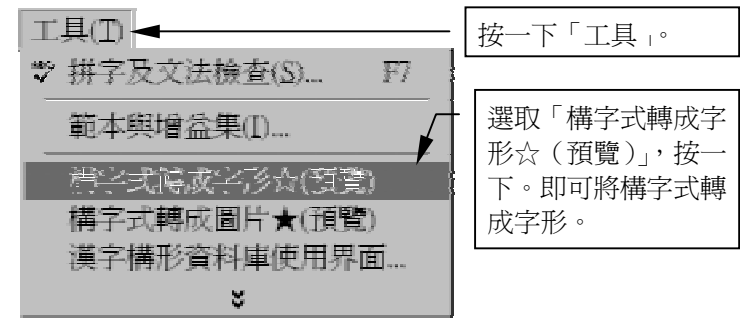 工具(T)
按一下「工具」。
拼字及文法檢查(S)... F7
範本與增益集(I)...
構字式轉成字形☆(預覽)
構字式轉成圖片★(預覽)
漢字構形資料庫使用界面...
選取「構字式轉成字
形☆（預覽）」，按一
下。即可將構字式轉
成字形。